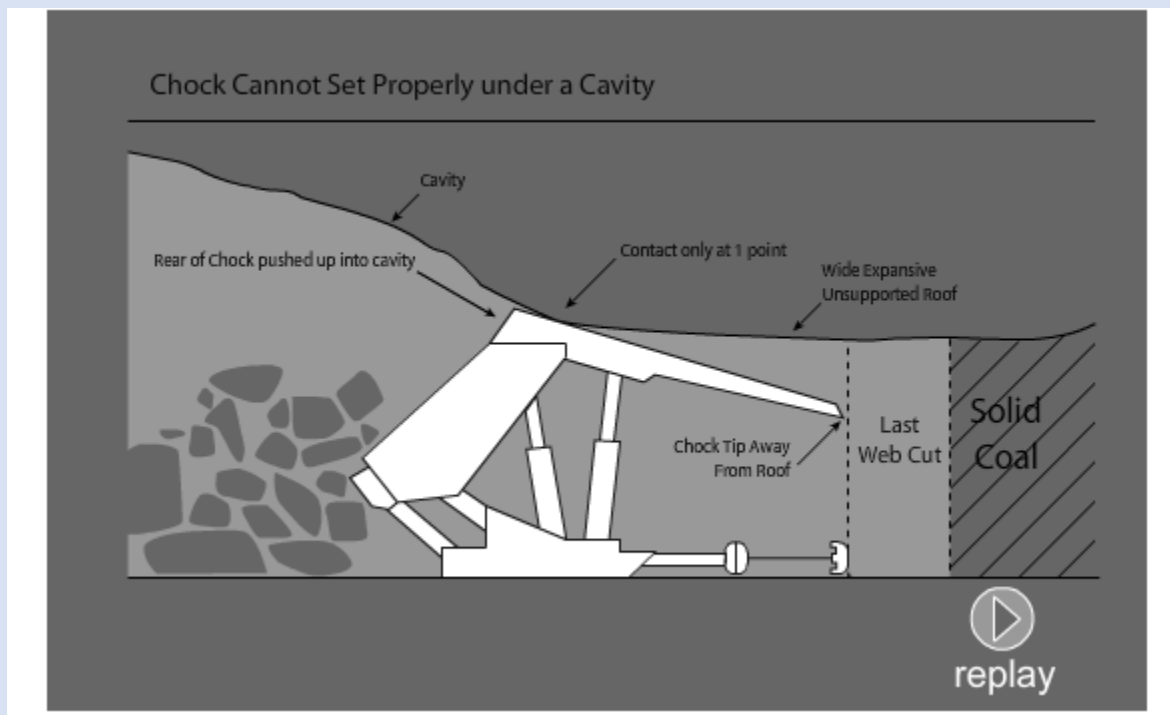 Chock Cannot Set Properly under a Cavity
Cavity
Rear of Chock pushed up into cavity
Contact only at 1 point
Wide Expansive
Unsupported Roof
Chock Tip Away
From Roof
Last
Web Cut
Solid
Coal
replay